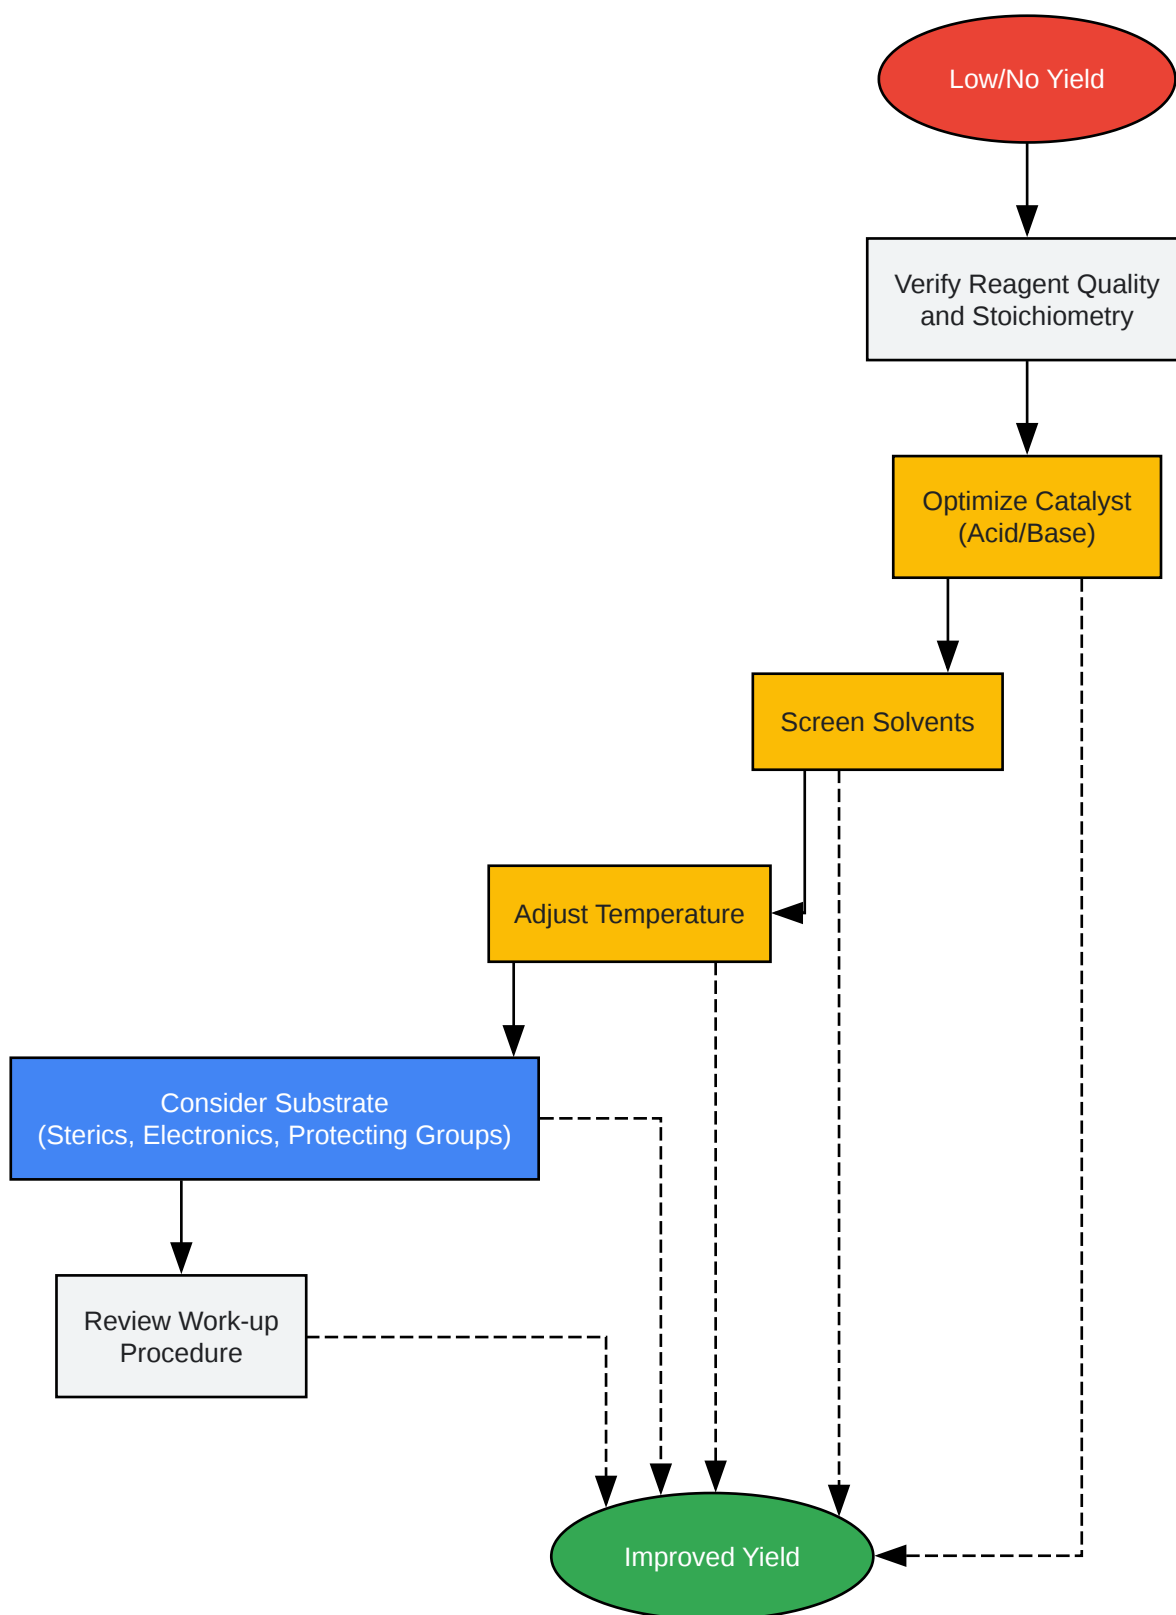 Low/No Yield
Verify Reagent Quality
and Stoichiometry
Optimize Catalyst
(Acid/Base)
Screen Solvents
Adjust Temperature
Consider Substrate
(Sterics, Electronics, Protecting Groups)
Review Work-up
Procedure
Improved Yield